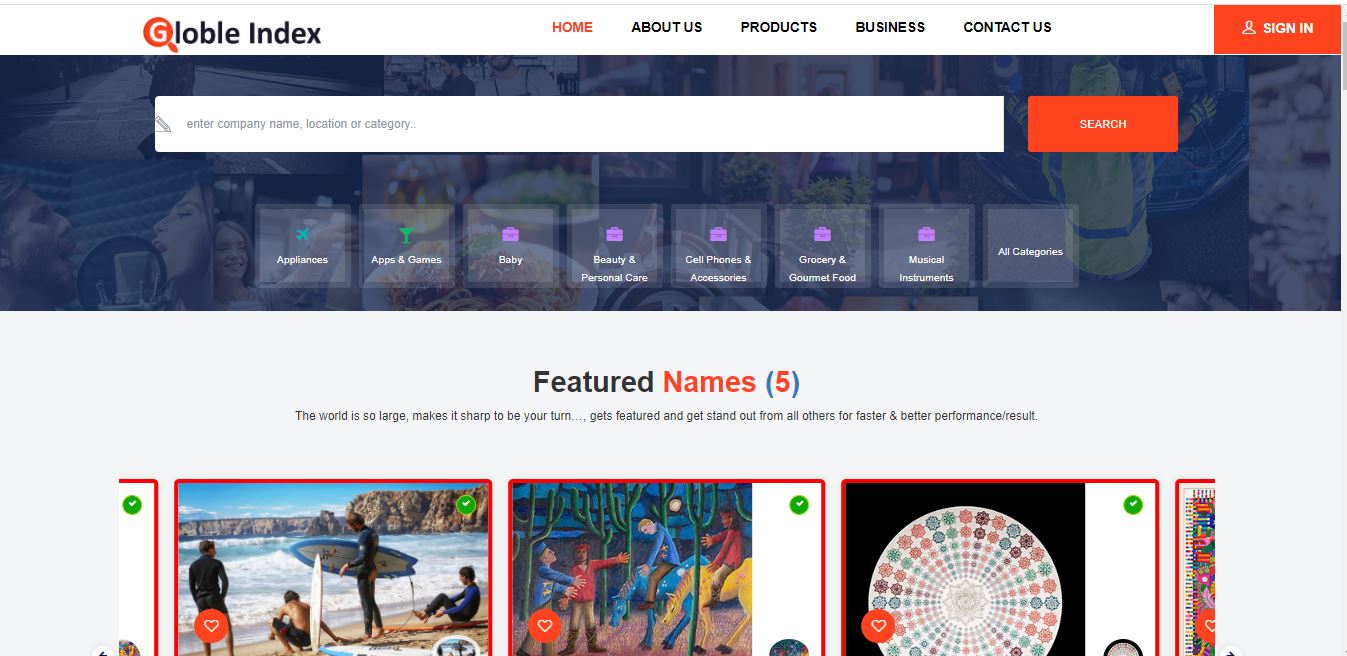 Globle Index
HOME ABOUT US PRODUCTS BUSINESS CONTACT US
SIGN IN
enter company name, location or category..
SEARCH
Appliances
Apps & Games
Baby
Beauty &
Personal Care
Cell Phones &
Accessories
Grocery &
Gourmet Food
Musical
Instruments
All Categories
Featured Names (5)
The world is so large, makes it sharp to be your turn..., gets featured and get stand out from all others for faster & better performance/result.